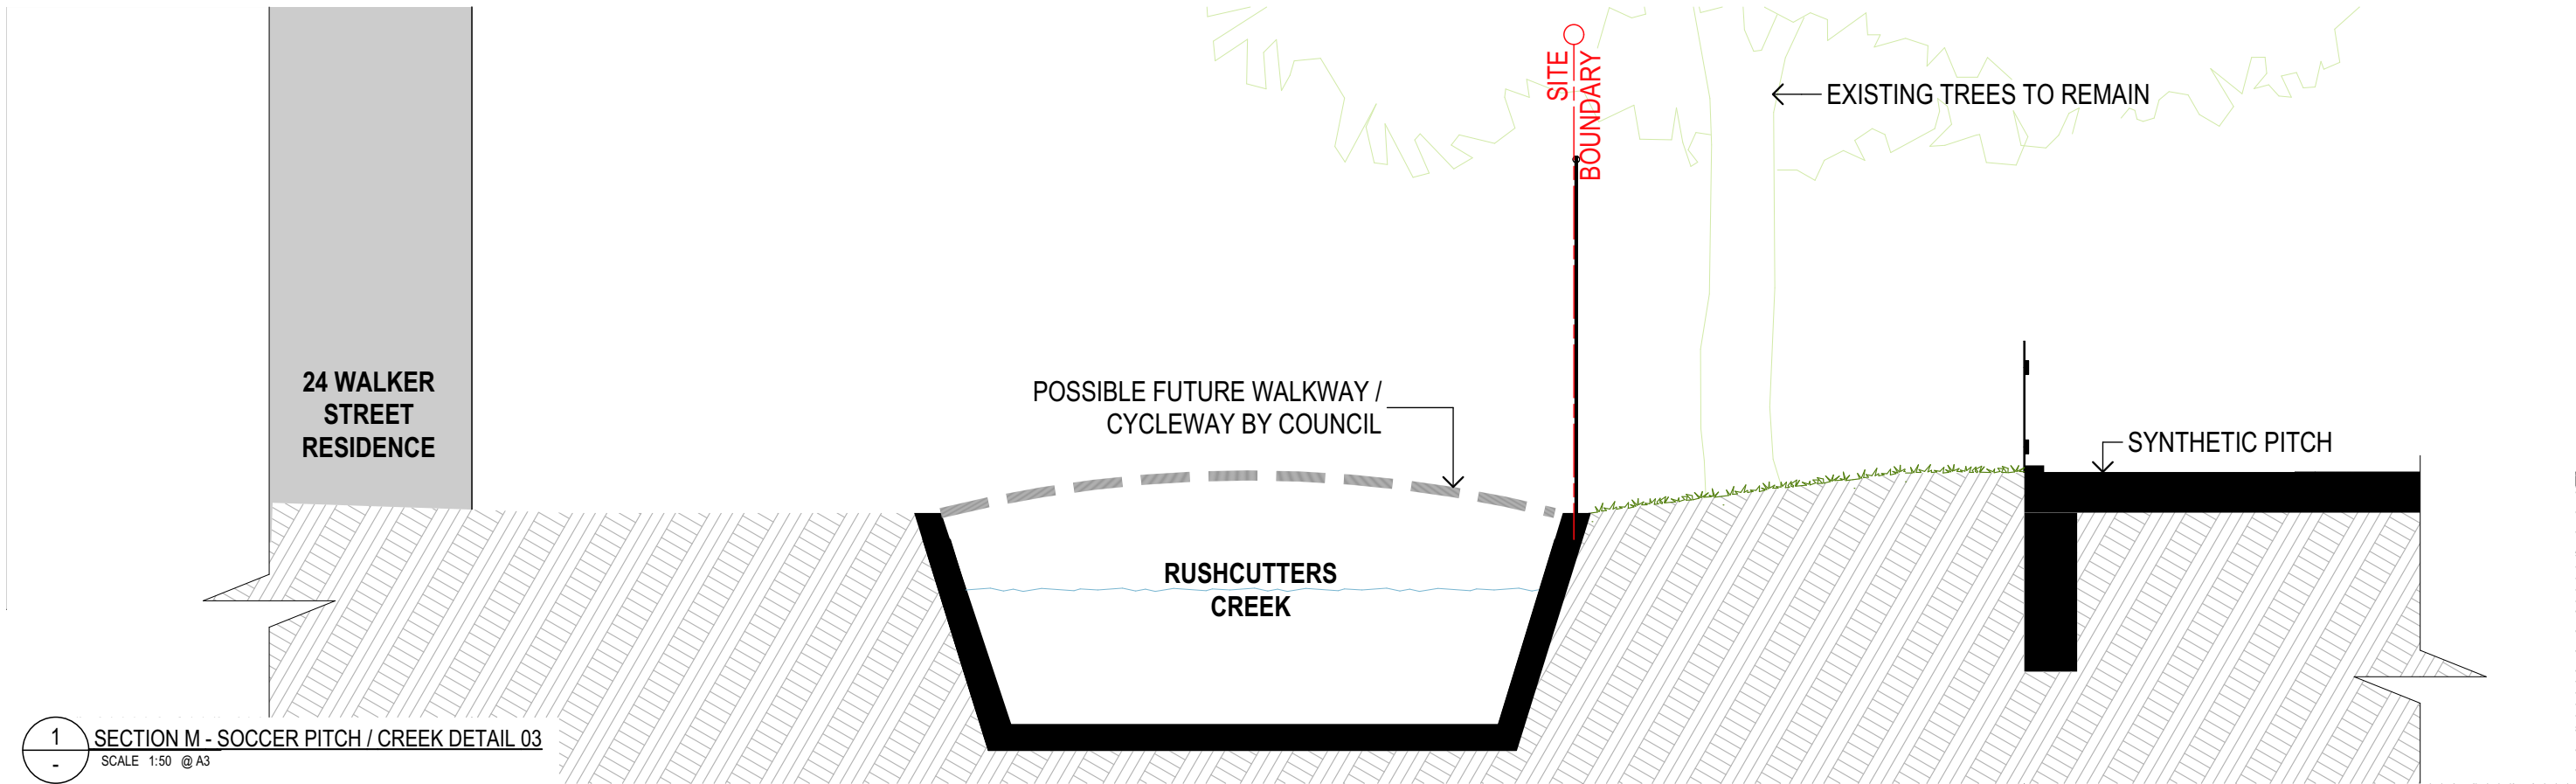 SITE
BOUNDARY
EXISTING TREES TO REMAIN
24 WALKER
STREET
RESIDENCE
POSSIBLE FUTURE WALKWAY /
CYCLEWAY BY COUNCIL
SYNTHETIC PITCH
RUSHCUTTERS
CREEK
1
-
SECTION M - SOCCER PITCH / CREEK DETAIL 03
SCALE 1:50 @ A3